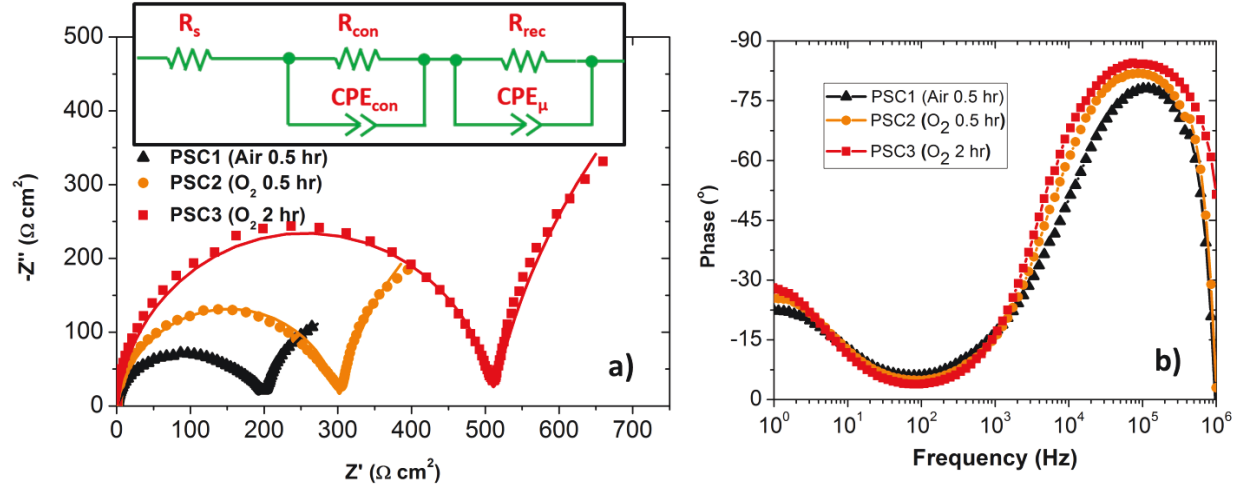 R_s R_con R_rec
CPE_con CPE_μ
500
400
300
200
100
0
-Z'' (Ω cm²)
PSC1 (Air 0.5 hr)
PSC2 (O₂ 0.5 hr)
PSC3 (O₂ 2 hr)
a)
0 100 200 300 400 500 600 700
Z' (Ω cm²)
-90
-75
-60
-45
-30
-15
0
Phase (°)
PSC1 (Air 0.5 hr)
PSC2 (O₂ 0.5 hr)
PSC3 (O₂ 2 hr)
b)
10⁰ 10¹ 10² 10³ 10⁴ 10⁵ 10⁶
Frequency (Hz)